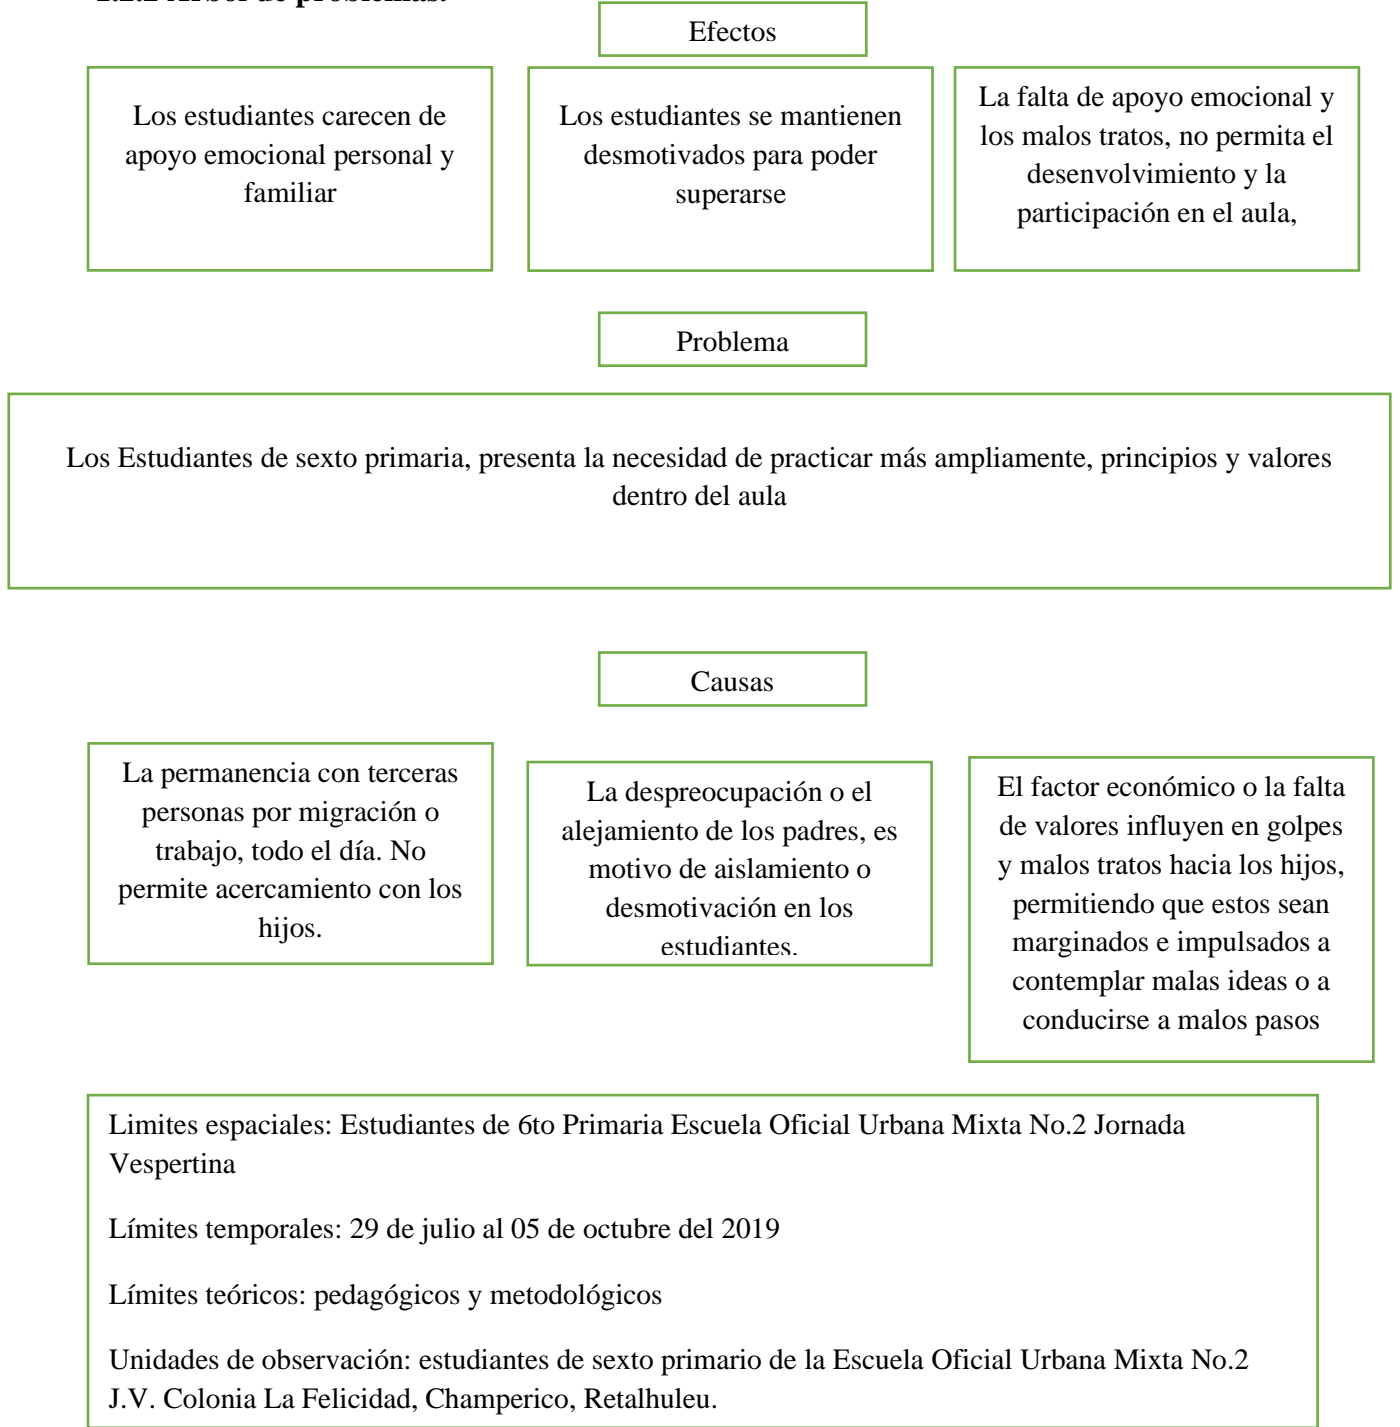 Árbol de problemas.
Efectos
Los estudiantes carecen de
apoyo emocional personal y
familiar
Los estudiantes se mantienen
desmotivados para poder
superarse
La falta de apoyo emocional y
los malos tratos, no permita el
desenvolvimiento y la
participación en el aula,
Problema
Los Estudiantes de sexto primaria, presenta la necesidad de practicar más ampliamente, principios y valores
dentro del aula
Causas
La permanencia con terceras
personas por migración o
trabajo, todo el día. No
permite acercamiento con los
hijos.
La despreocupación o el
alejamiento de los padres, es
motivo de aislamiento o
desmotivación en los
estudiantes.
El factor económico o la falta
de valores influyen en golpes
y malos tratos hacia los hijos,
permitiendo que estos sean
marginados e impulsados a
contemplar malas ideas o a
conducirse a malos pasos
Limites espaciales: Estudiantes de 6to Primaria Escuela Oficial Urbana Mixta No.2 Jornada
Vespertina
Límites temporales: 29 de julio al 05 de octubre del 2019
Límites teóricos: pedagógicos y metodológicos
Unidades de observación: estudiantes de sexto primario de la Escuela Oficial Urbana Mixta No.2
J.V. Colonia La Felicidad, Champerico, Retalhuleu.